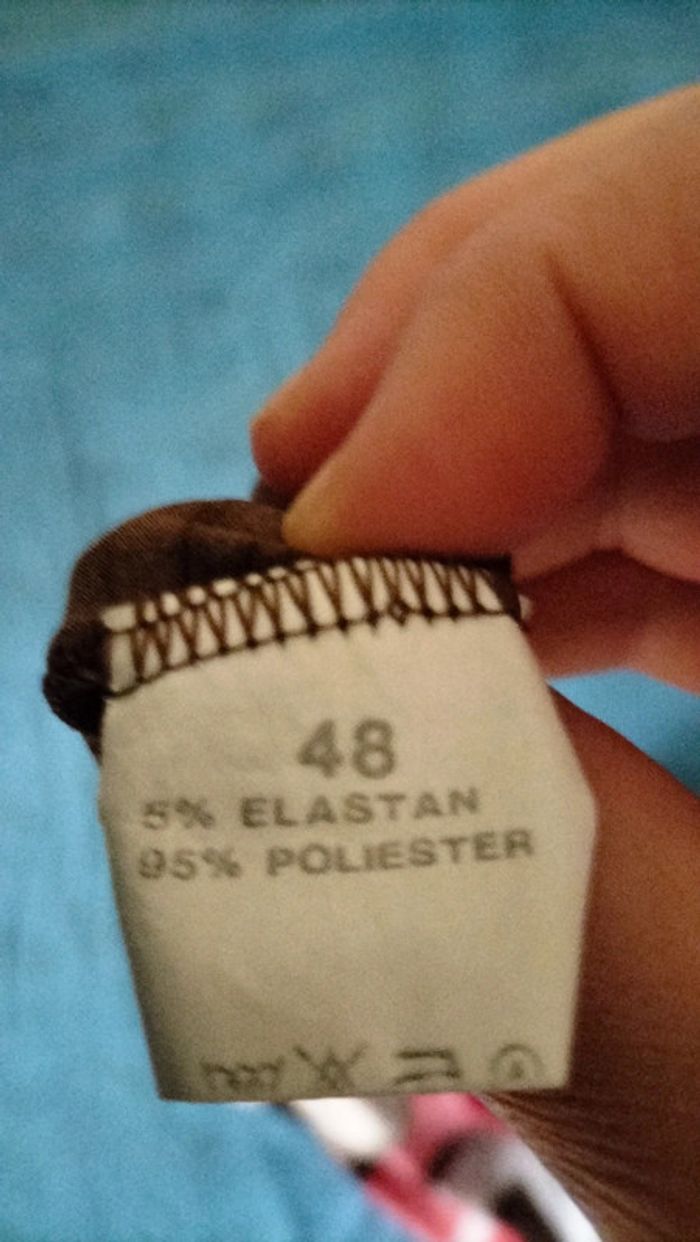 48
5% ELASTAN
95% POLIESTER